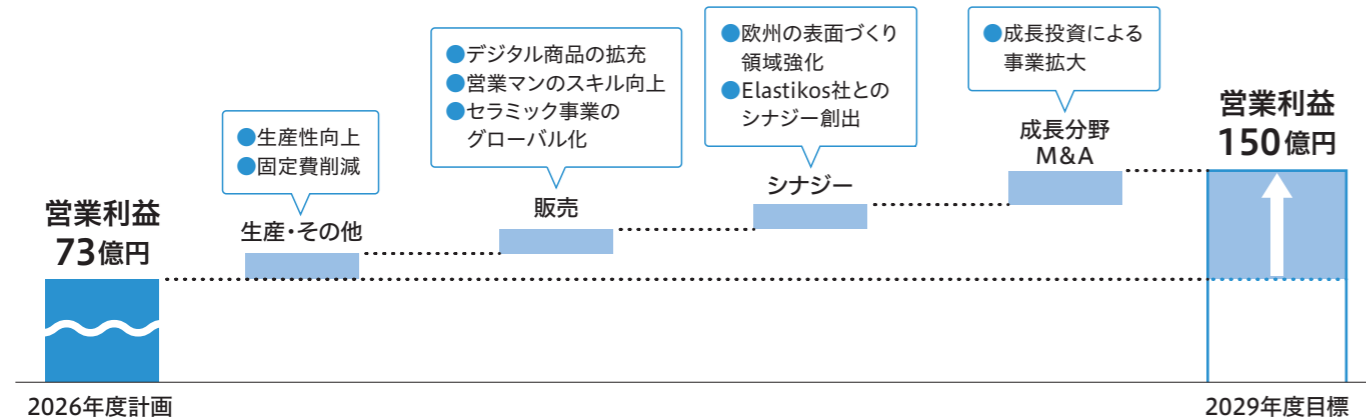 営業利益
73億円
2026年度計画
●生産性向上
●固定費削減
生産・その他
●デジタル商品の拡充
●営業マンのスキル向上
●セラミック事業の
グローバル化
販売
●欧州の表面づくり
領域強化
●Elastikos社との
シナジー創出
シナジー
●成長投資による
事業拡大
成長分野
M&A
営業利益
150億円
2029年度目標